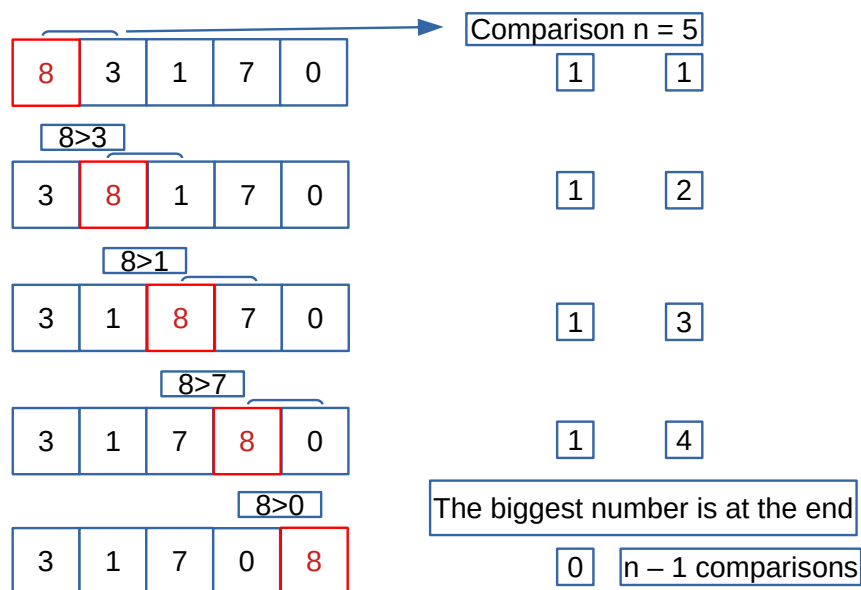 Comparison n = 5
8 3 1 7 0 1 1
8>3
3 8 1 7 0 1 2
8>1
3 1 8 7 0 1 3
8>7
3 1 7 8 0 1 4
8>0
The biggest number is at the end
3 1 7 0 8 0 n – 1 comparisons